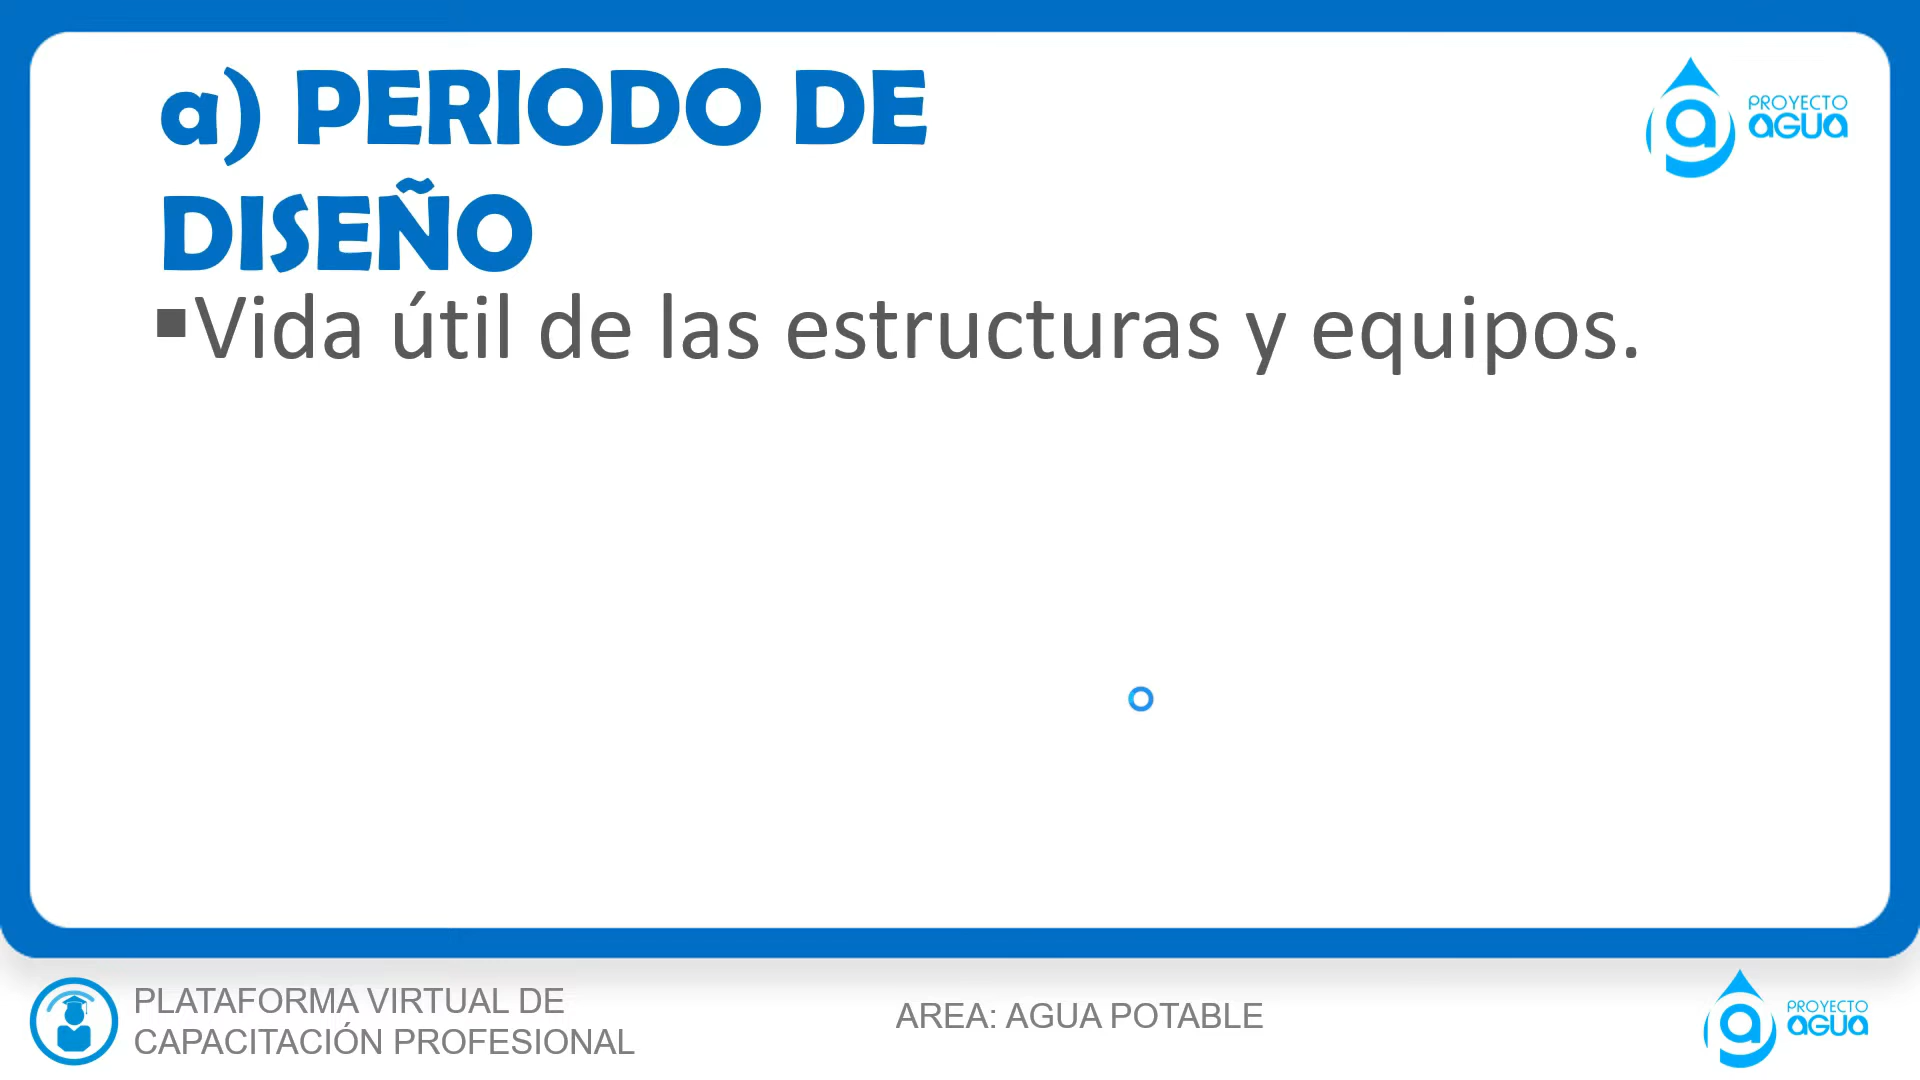 a) PERIODO DE
DISEÑO
PROYECTO
AGUA
▪Vida útil de las estructuras y equipos.
PLATAFORMA VIRTUAL DE
CAPACITACIÓN PROFESIONAL
AREA: AGUA POTABLE
PROYECTO
AGUA